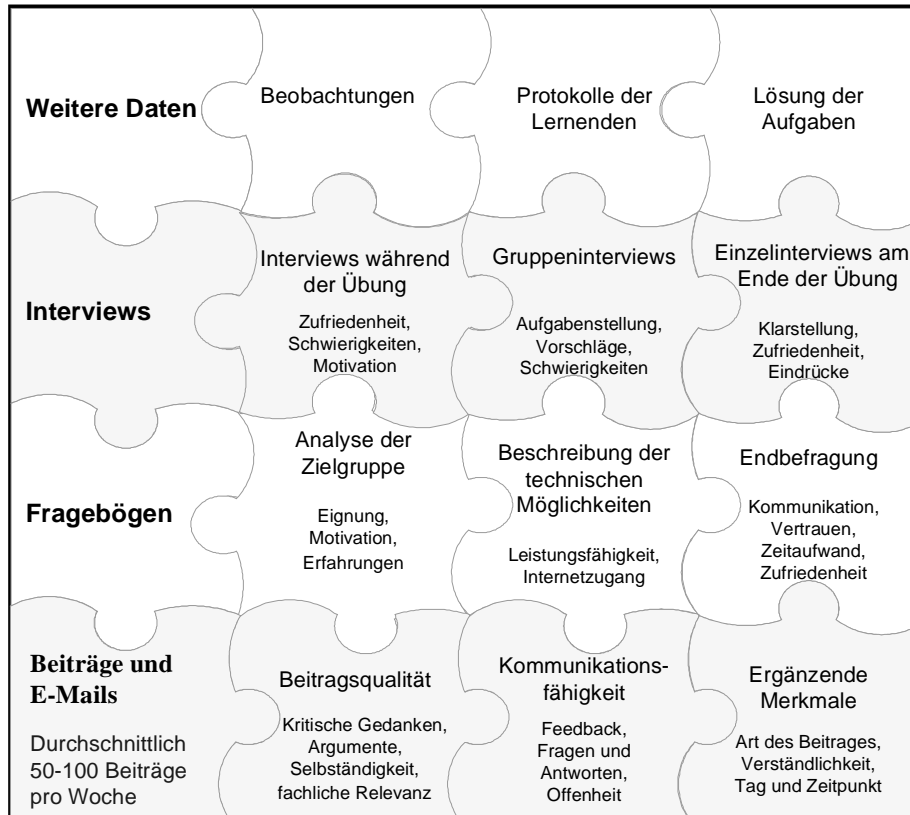 Weitere Daten
Beobachtungen
Protokolle der
Lernenden
Lösung der
Aufgaben
Interviews
Interviews während
der Übung
Zufriedenheit,
Schwierigkeiten,
Motivation
Gruppeninterviews
Aufgabenstellung,
Vorschläge,
Schwierigkeiten
Einzelinterviews am
Ende der Übung
Klarstellung,
Zufriedenheit,
Eindrücke
Fragebögen
Analyse der
Zielgruppe
Eignung,
Motivation,
Erfahrungen
Beschreibung der
technischen
Möglichkeiten
Leistungsfähigkeit,
Internetzugang
Endbefragung
Kommunikation,
Vertrauen,
Zeitaufwand,
Zufriedenheit
Beiträge und
E-Mails
Durchschnittlich
50-100 Beiträge
pro Woche
Beitragsqualität
Kritische Gedanken,
Argumente,
Selbständigkeit,
fachliche Relevanz
Kommunikations-
fähigkeit
Feedback,
Fragen und
Antworten,
Offenheit
Ergänzende
Merkmale
Art des Beitrages,
Verständlichkeit,
Tag und Zeitpunkt